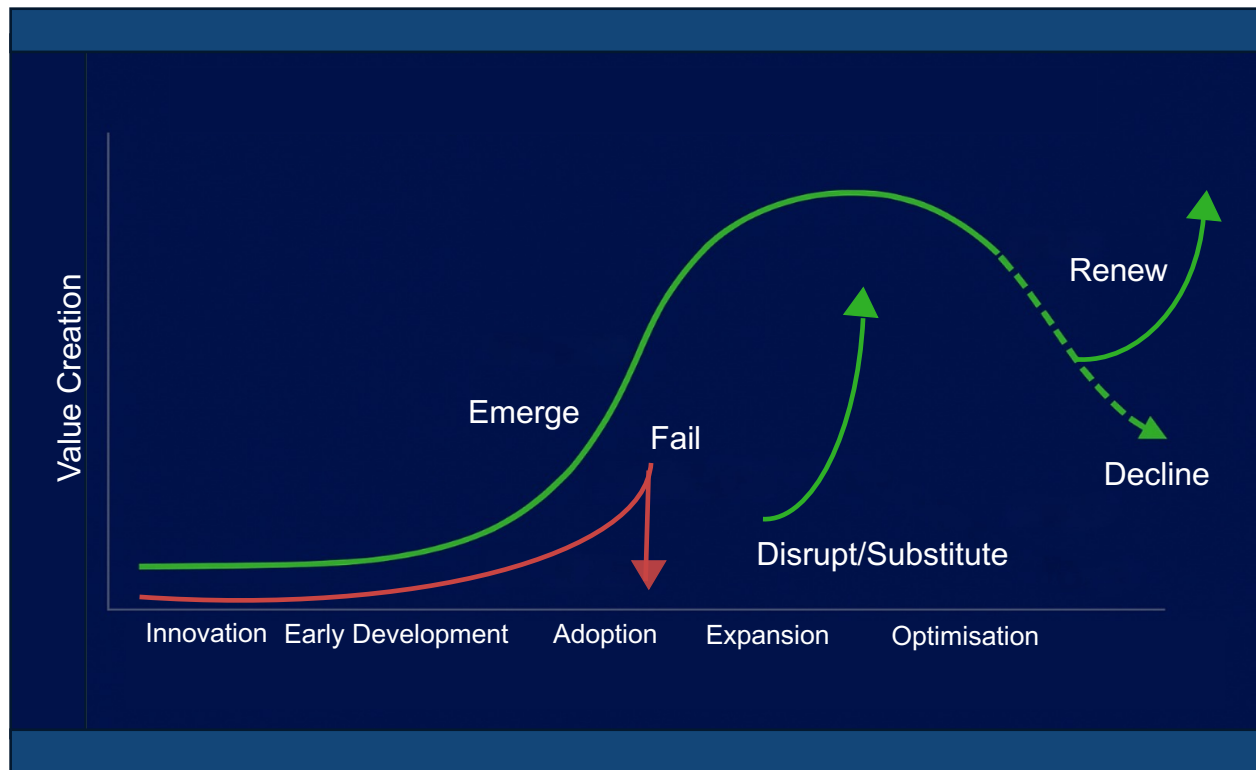 Value Creation
Renew
Emerge
Fail
Decline
Disrupt/Substitute
Innovation Early Development Adoption Expansion Optimisation